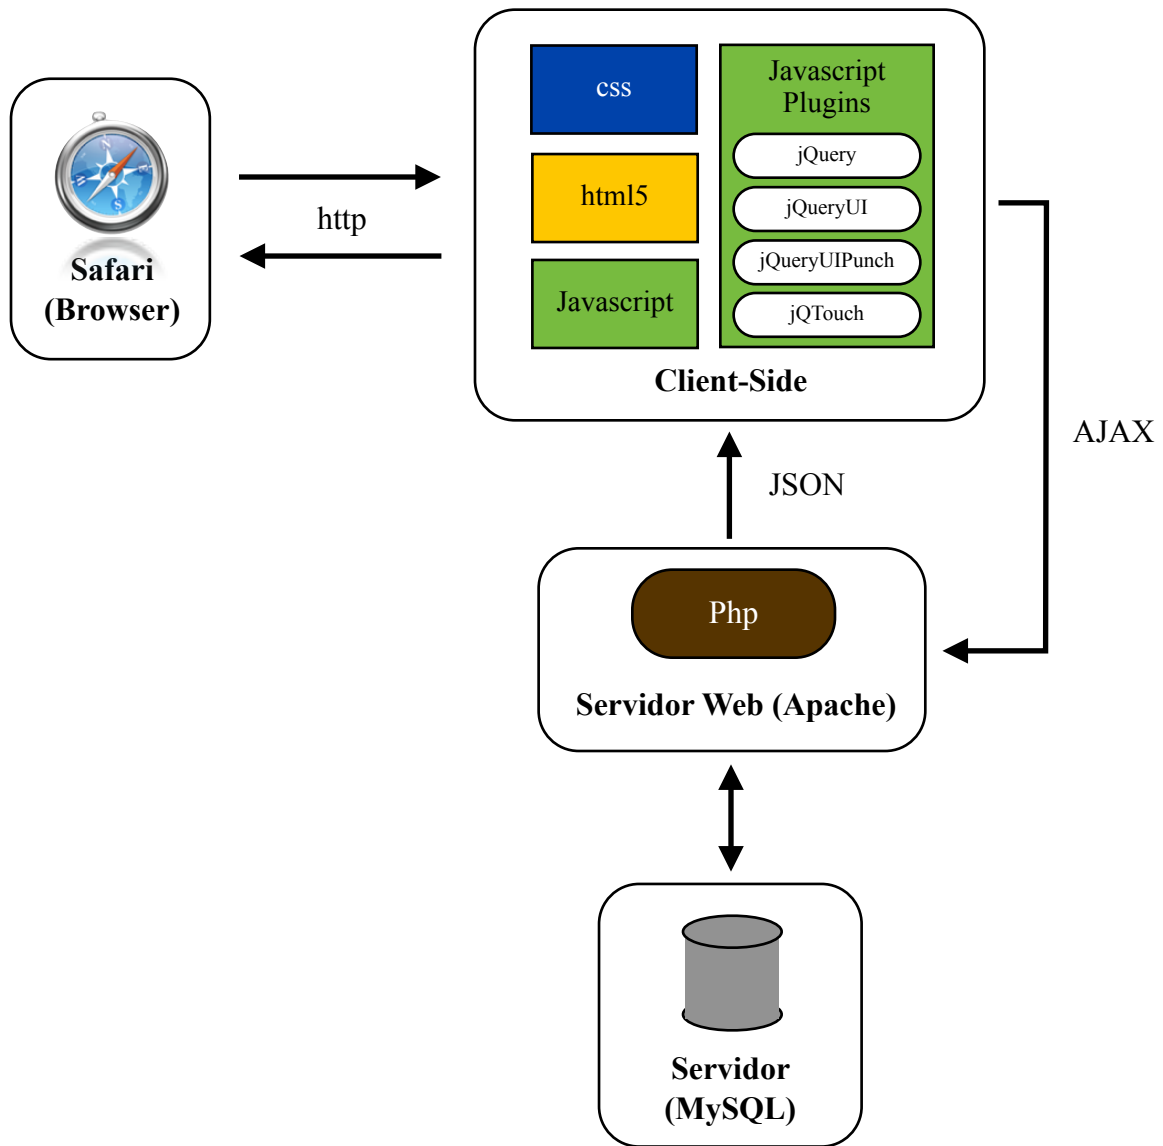 css
Javascript
Plugins
jQuery
html5
jQueryUI
http
jQueryUIPunch
Safari
(Browser)
Javascript
jQTouch
Client-Side
AJAX
JSON
Php
Servidor Web (Apache)
Servidor
(MySQL)
N
E
S
W